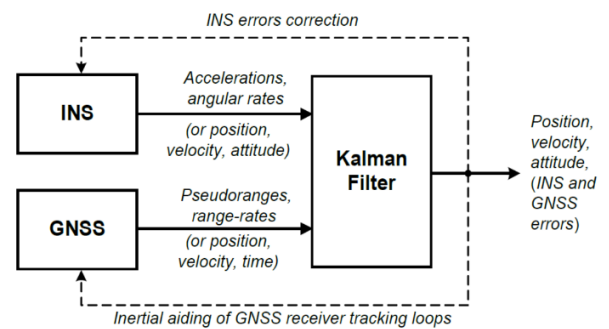 INS errors correction
INS
Accelerations,
angular rates
(or position,
velocity, attitude)
Kalman
Filter
Position,
velocity,
attitude,
(INS and
GNSS
errors)
GNSS
Pseudoranges,
range-rates
(or position,
velocity, time)
Inertial aiding of GNSS receiver tracking loops